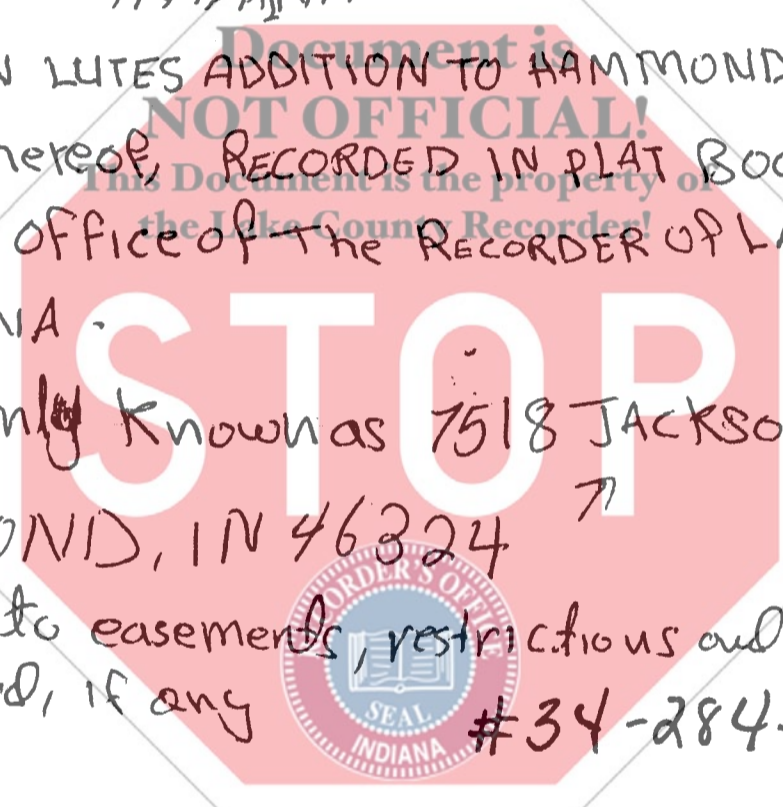 Document is
N LUTES ADDITION TO HAMMOND
NOT OFFICIAL!
hereof, RECORDED IN PLAT BOO
This Document is the property of
the Lake County Recorder!
OFFice OF The RECORDER OF LA
NA.
STOP
nly Known as 7518 JACKSO
OND, IN 46324
to easements, restrictions and
d, if any
#34-284-
RECORDER'S OFFICE
SEAL
INDIANA